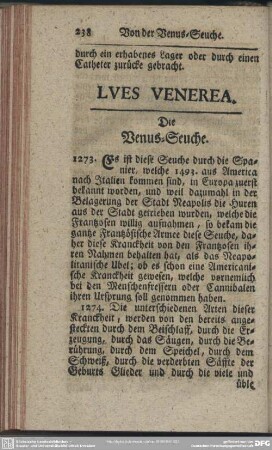 238 Von der Venus-Seuche.
durch ein erhabenes Lager oder durch einen
Catheter zurücke gebracht.
LVES VENEREA.
Die
Venus-Seuche.
1273. Es ist diese Seuche durch die Spa-
nier, welche 1493. aus America
nach Italien kommen sind, in Europa zuerst
bekannt worden, und weil dazumahl in der
Belagerung der Stadt Neapolis die Huren
aus der Stadt getrieben wurden, welche die
Frantzosen willig aufnahmen, so bekam die
gantze Frantzösische Armee diese Seuche, da-
her diese Kranckheit von den Frantzosen ih-
ren Nahmen behalten hat, als das Neapo-
litanische Ubel; ob es schon eine Americani-
sche Kranckheit gewesen, welche vornemlich
bey den Menschenfressern oder Cannibalen
ihren Ursprung soll genommen haben.
1274. Die unterschiedenen Arten dieser
Kranckheit, werden von den bereits ange-
steckten durch dem Beischlaff, durch die Er-
zeugung, durch das Säugen, durch die Be-
rührung, durch dem Speichel, durch dem
Schweiß, durch die verderbten Säffte der
Geburts Glieder und durch die viele und
üble